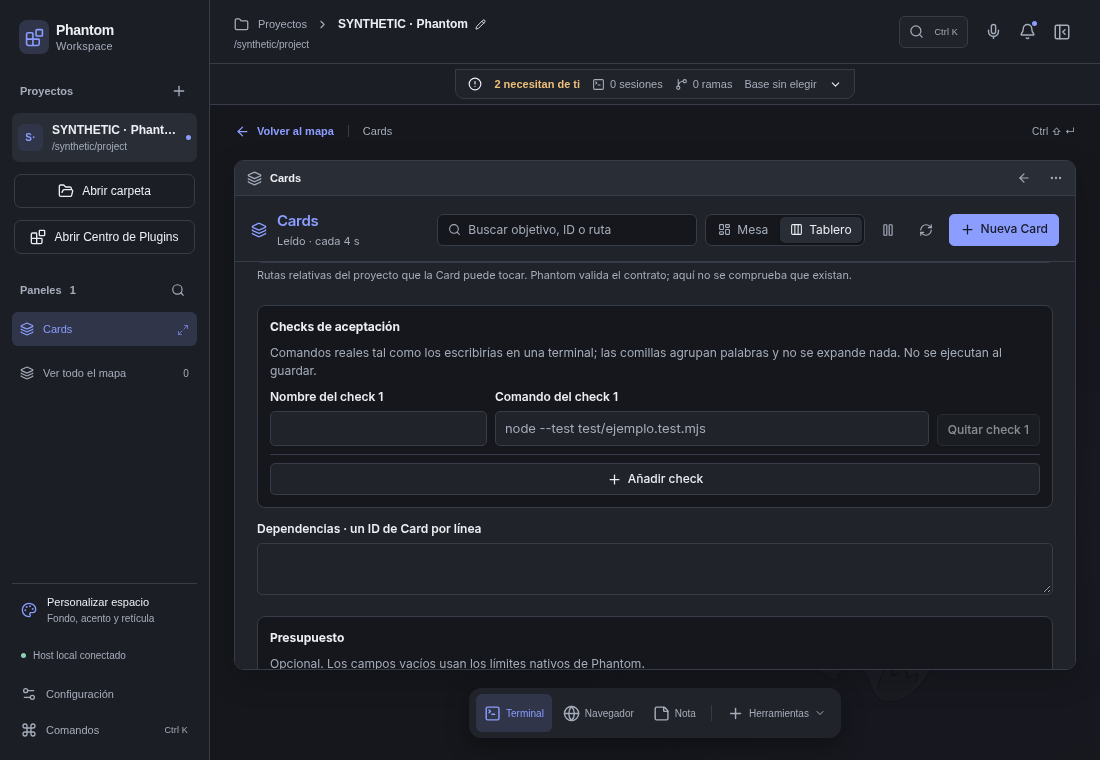 Phantom
Workspace
Proyectos
SYNTHETIC · Phant...
/synthetic/project
Abrir carpeta
Abrir Centro de Plugins
Paneles 1
Cards
Ver todo el mapa 0
Personalizar espacio
Fondo, acento y retícula
Host local conectado
Configuración
Comandos Ctrl K
Proyectos SYNTHETIC · Phantom
/synthetic/project
Ctrl K
2 necesitan de ti 0 sesiones 0 ramas Base sin elegir
Volver al mapa Cards
Ctrl ⇧ ↵
Cards
Cards
Leído · cada 4 s
Buscar objetivo, ID o ruta
Mesa Tablero
Nueva Card
Rutas relativas del proyecto que la Card puede tocar. Phantom valida el contrato; aquí no se comprueba que existan.
Checks de aceptación
Comandos reales tal como los escribirías en una terminal; las comillas agrupan palabras y no se expande nada. No se ejecutan al
guardar.
Nombre del check 1 Comando del check 1
node --test test/ejemplo.test.mjs Quitar check 1
Añadir check
Dependencias · un ID de Card por línea
Presupuesto
Opcional. Los campos vacíos usan los límites nativos de Phantom.
Terminal Navegador Nota Herramientas
S·